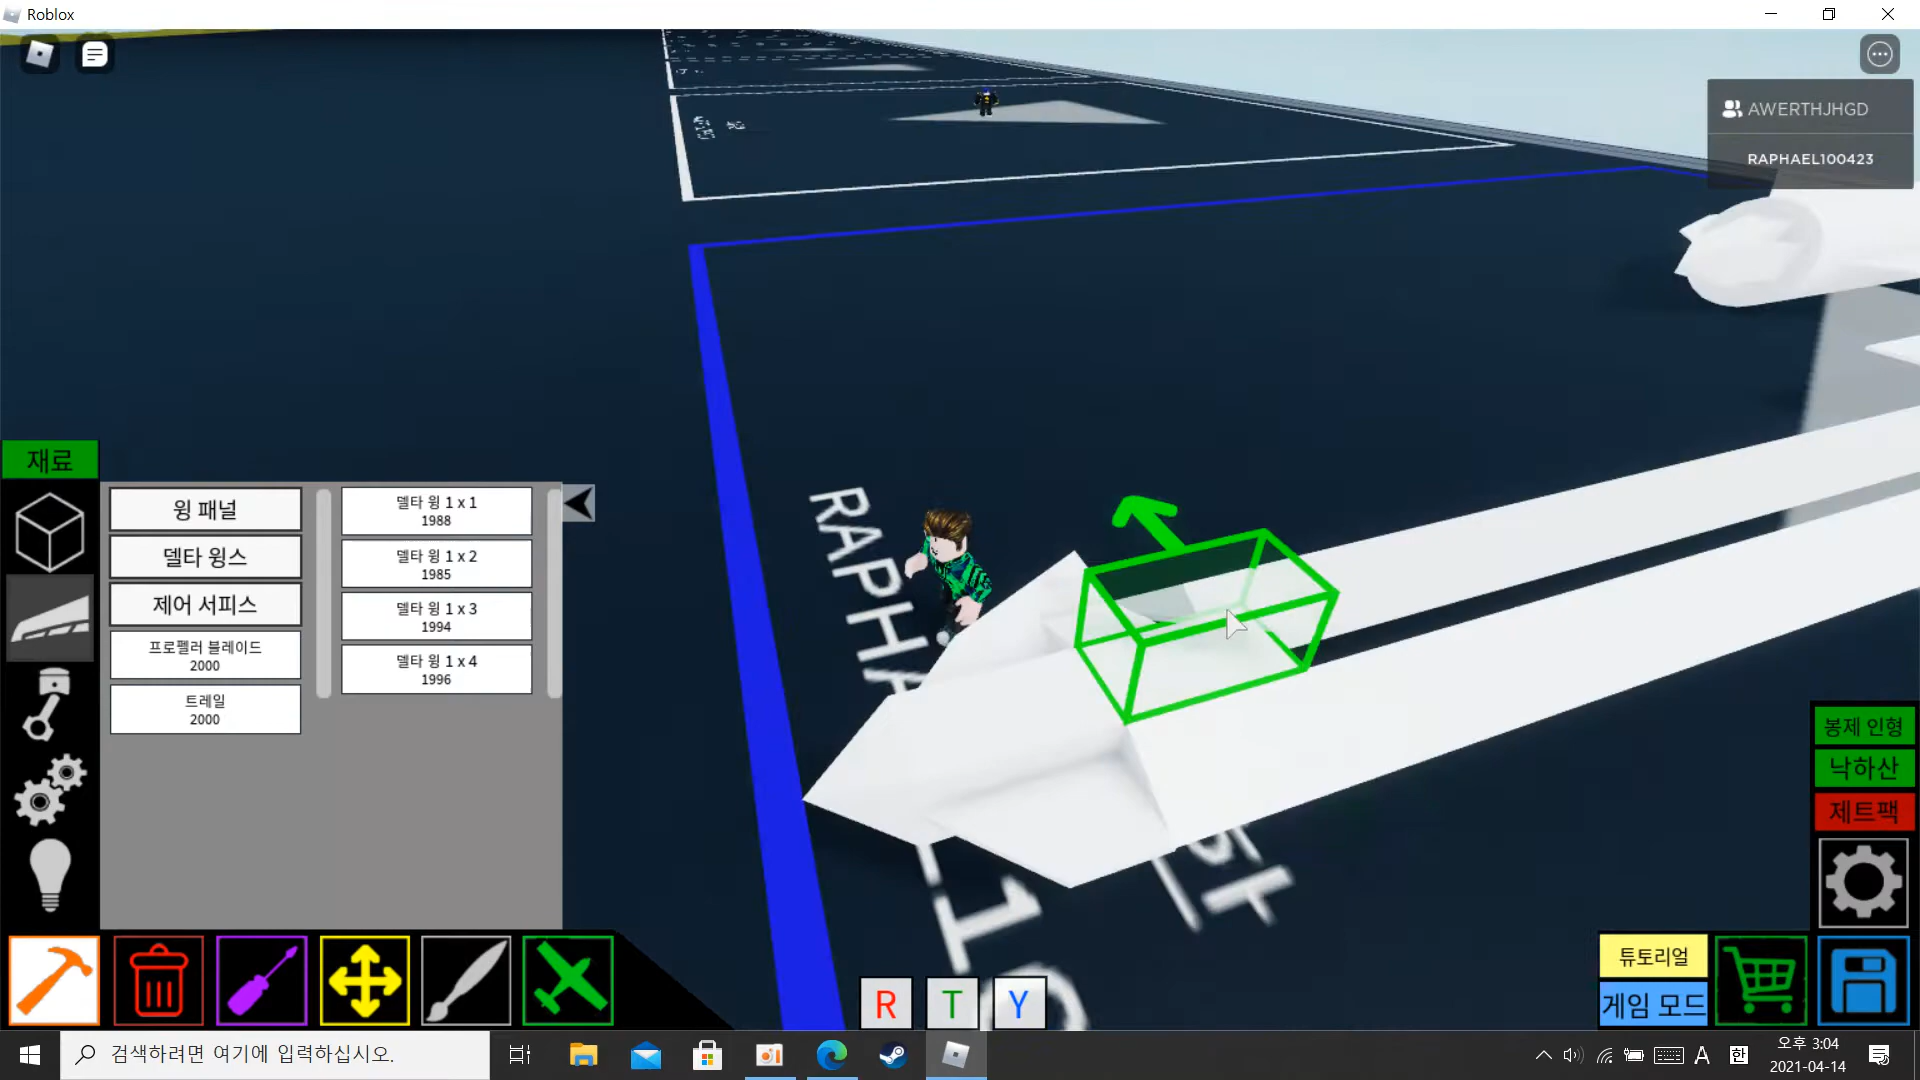 Roblox
AWERTHJHGD
RAPHAEL100423
재료
윙 패널
델타 윙스
제어 서피스
프로펠러 블레이드
2000
트레일
2000
델타 윙 1 x 1
1988
델타 윙 1 x 2
1985
델타 윙 1 x 3
1994
델타 윙 1 x 4
1996
봉제 인형
낙하산
제트팩
튜토리얼
게임 모드
R
T
Y
검색하려면 여기에 입력하십시오.
A
한
오후 3:04
2021-04-14